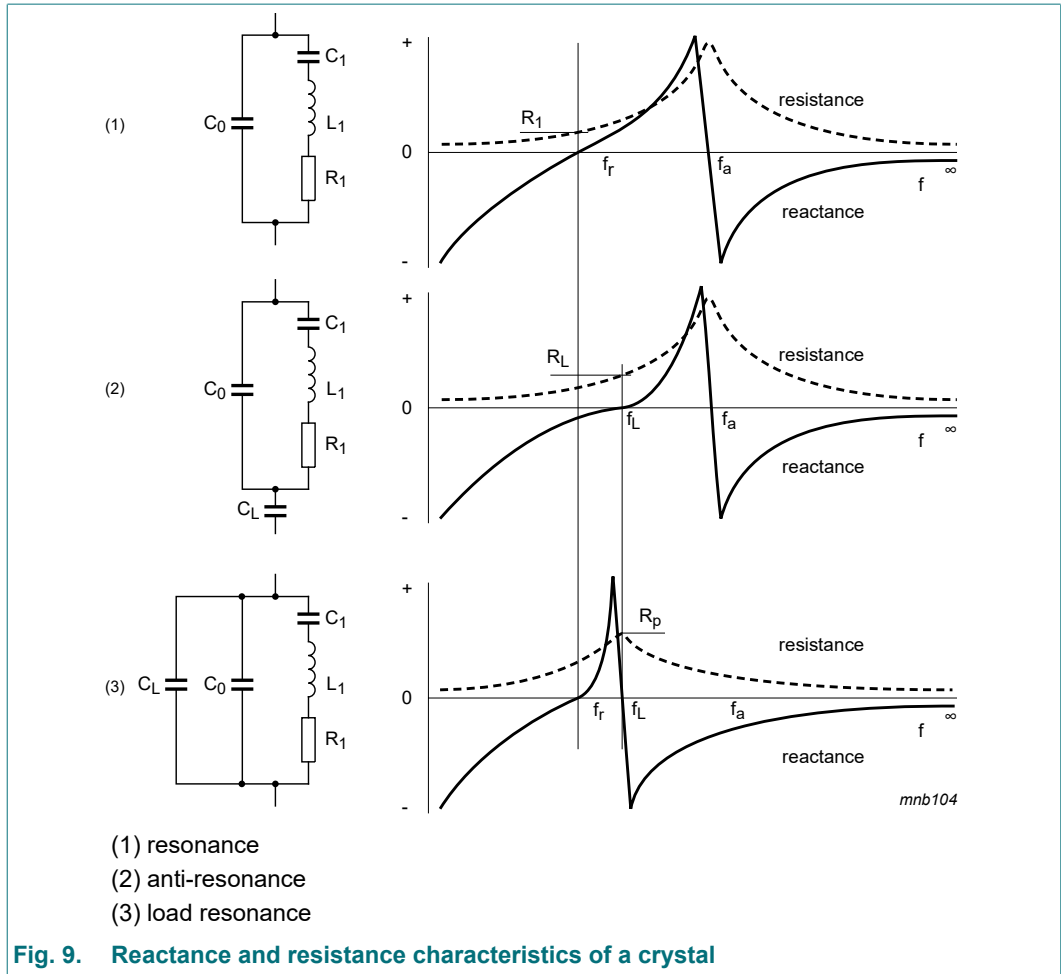 +
C1
R1
resistance
(1)
C0
L1
0
fr
fa
f
∞
R1
reactance
-
+
C1
RL
resistance
(2)
C0
L1
0
fL
fa
f
∞
R1
reactance
CL
-
+
C1
Rp
resistance
(3)
CL
C0
L1
0
fr
fL
fa
f
∞
R1
reactance
mnb104
-
(1) resonance
(2) anti-resonance
(3) load resonance
Fig. 9. Reactance and resistance characteristics of a crystal